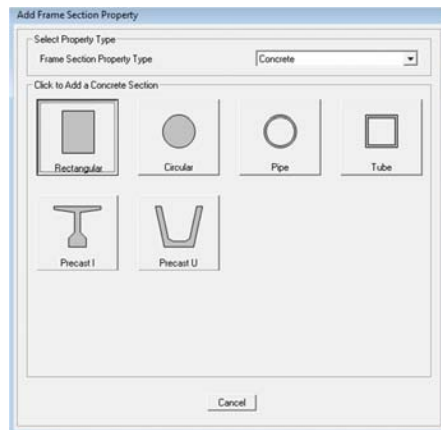 Add Frame Section Property
Select Property Type
Frame Section Property Type Concrete
Click to Add a Concrete Section
Rectangular Circular Pipe Tube
Precast I Precast U
Cancel